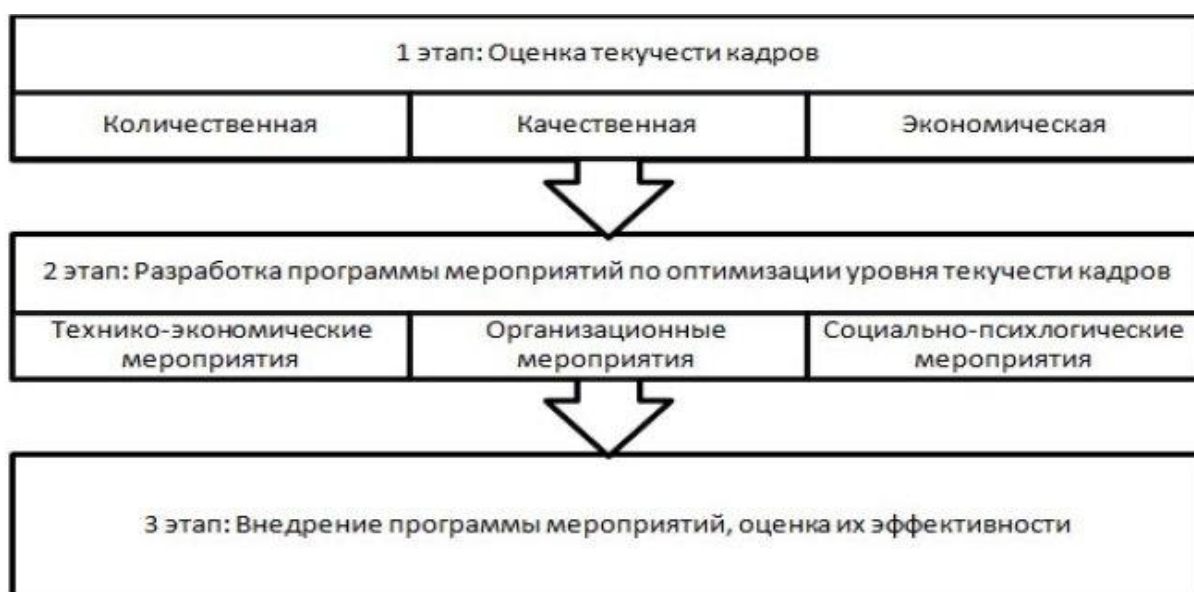 1 этап: Оценка текучести кадров
Количественная
Качественная
Экономическая
2 этап: Разработка программы мероприятий по оптимизации уровня текучести кадров
Технико-экономические
мероприятия
Организационные
мероприятия
Социально-психлогические
мероприятия
3 этап: Внедрение программы мероприятий, оценка их эффективности